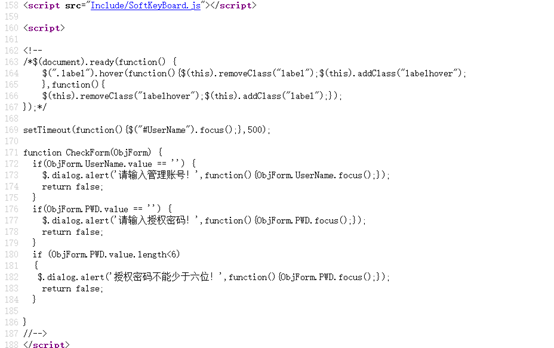 158 <script src="Include/SoftKeyBoard.js"></script>
159
160 <script>
161
162 <!--
163 /*$(document).ready(function() {
164 $(".label").hover(function(){$(this).removeClass("label");$(this).addClass("labelhover");
165 },function(){
166 $(this).removeClass("labelhover");$(this).addClass("label");});
167 });*/
168
169 setTimeout(function(){$("#UserName").focus();},500);
170
171 function CheckForm(ObjForm) {
172 if(ObjForm.UserName.value == '') {
173 $.dialog.alert('请输入管理账号！',function(){ObjForm.UserName.focus();});
174 return false;
175 }
176 if(ObjForm.PWD.value == '') {
177 $.dialog.alert('请输入授权密码！',function(){ObjForm.PWD.focus();});
178 return false;
179 }
180 if (ObjForm.PWD.value.length<6)
181 {
182 $.dialog.alert('授权密码不能少于六位！',function(){ObjForm.PWD.focus();});
183 return false;
184 }
185
186 }
187 //-->
188 </script>